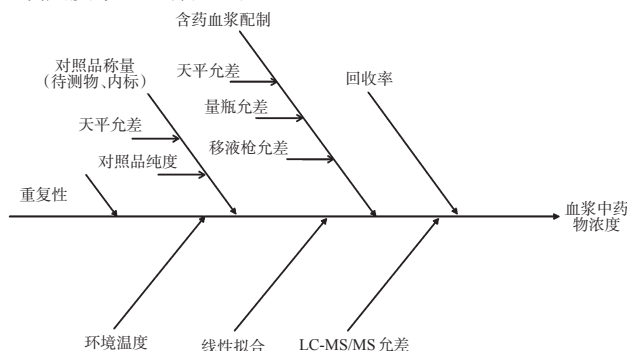 含药血浆配制
对照品称量
（待测物、内标）
天平允差
回收率
量瓶允差
天平允差
移液枪允差
对照品纯度
重复性
血浆中药
物浓度
环境温度
线性拟合
LC-MS/MS 允差